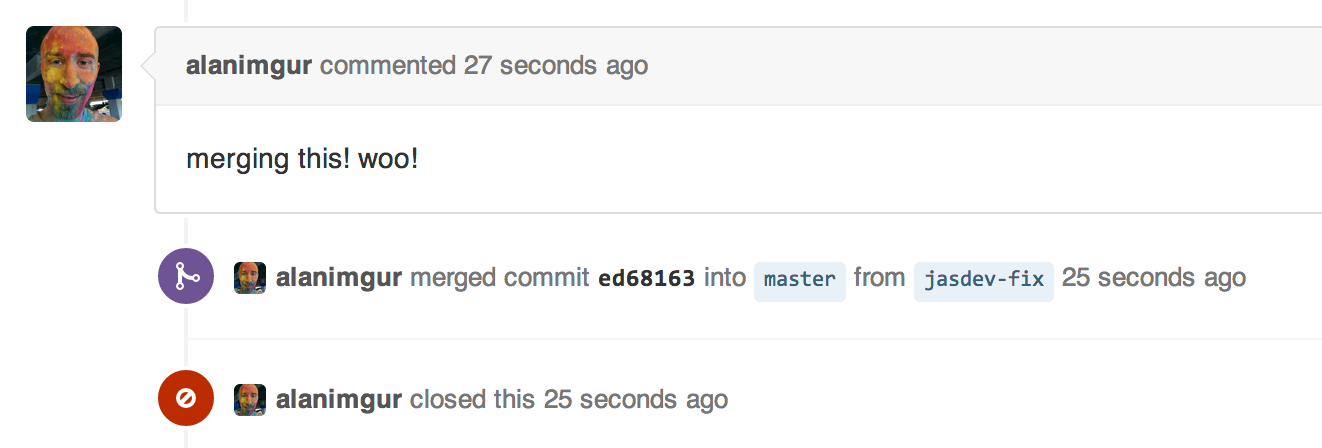 alanimgur commented 27 seconds ago
merging this! woo!
alanimgur merged commit ed68163 into master from jasdev-fix 25 seconds ago
alanimgur closed this 25 seconds ago